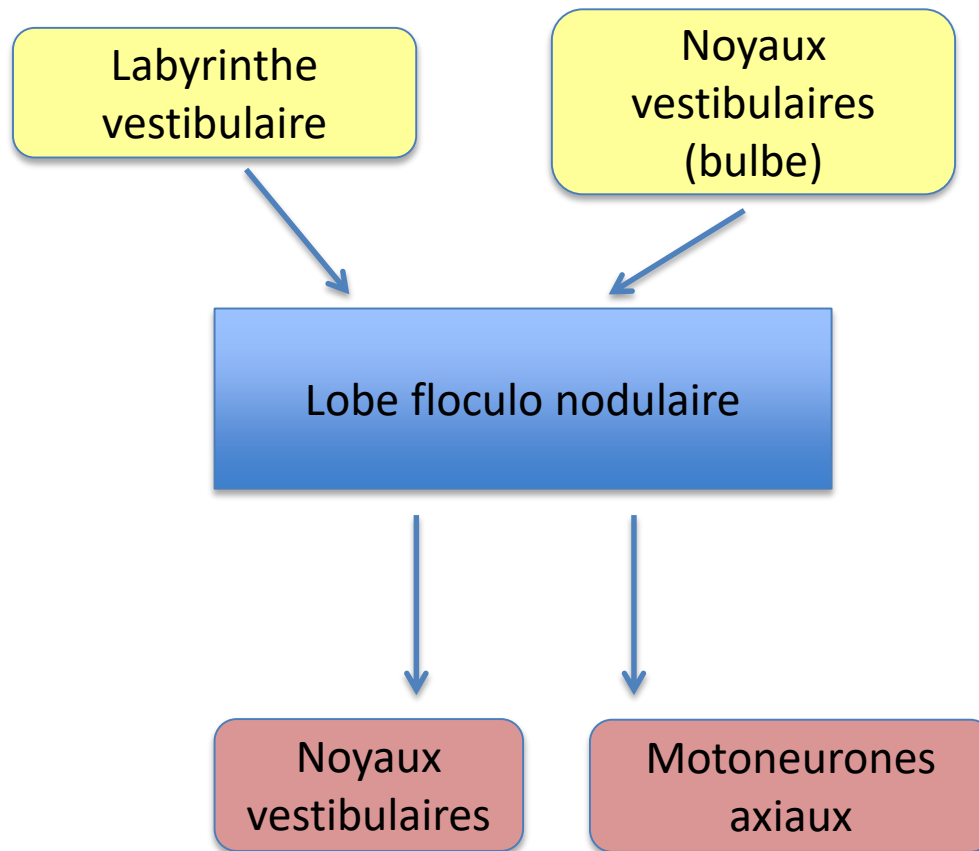 Labyrinthe
vestibulaire
Noyaux
vestibulaires
(bulbe)
Lobe floculo nodulaire
Noyaux
vestibulaires
Motoneurones
axiaux